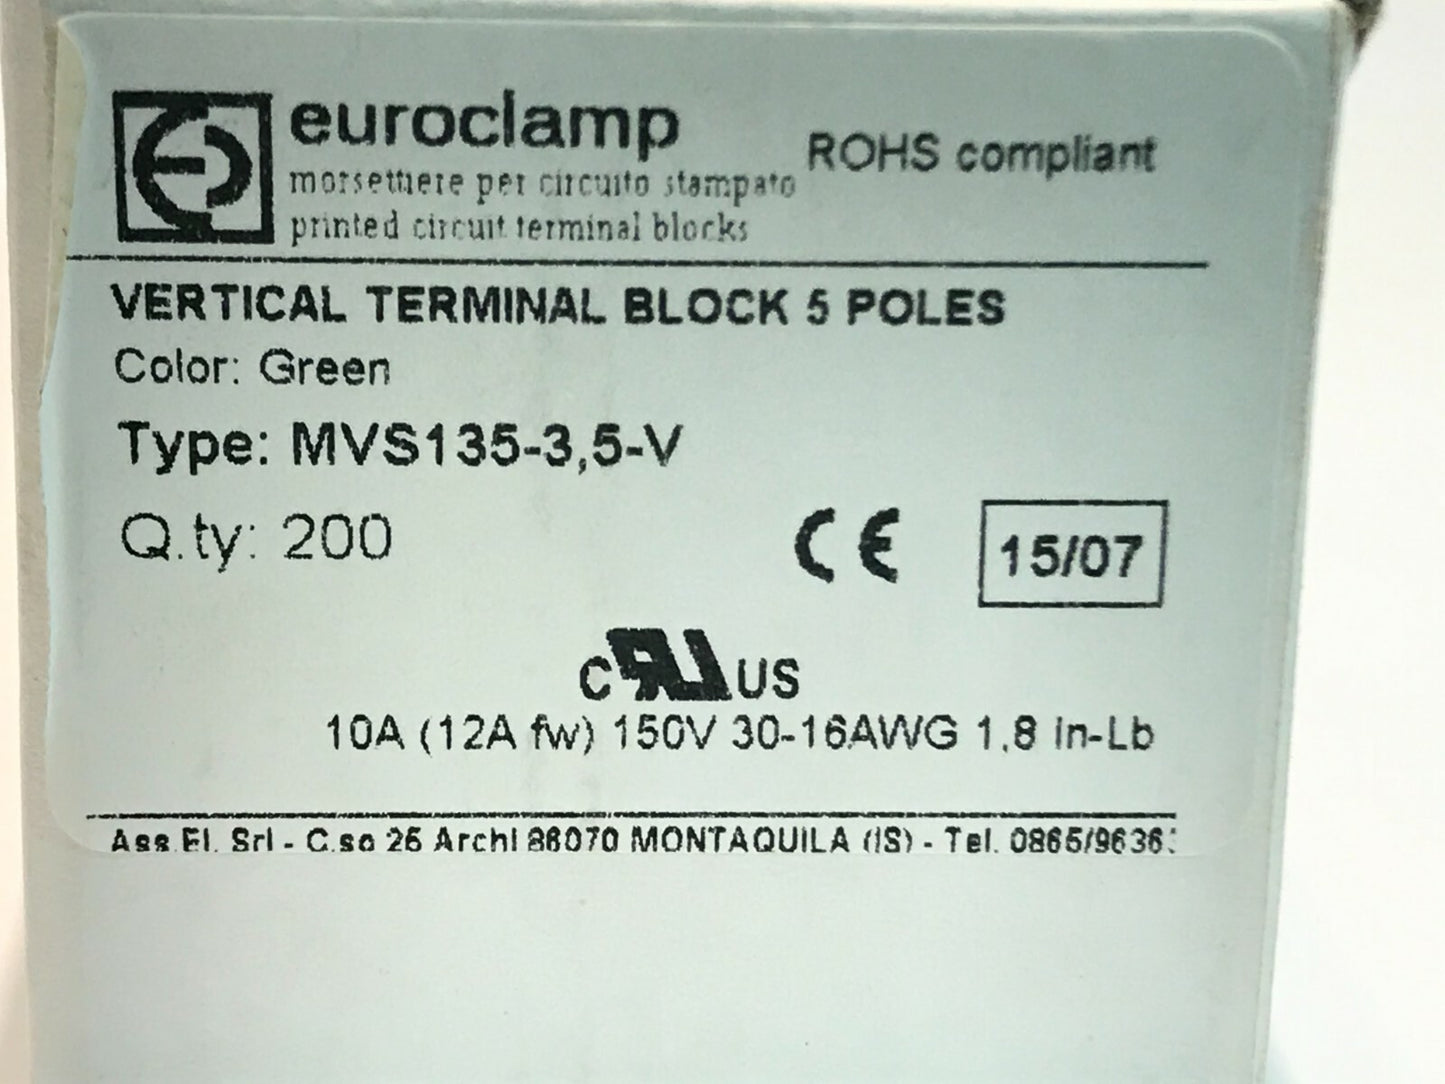 euroclamp
morsettiere per circuito stampato
printed circuit terminal blocks
ROHS compliant
VERTICAL TERMINAL BLOCK 5 POLES
Color: Green
Type: MVS135-3,5-V
Q.ty: 200
CE
15/07
c RU US
10A (12A fw) 150V 30-16AWG 1,8 In-Lb
Ass.El. Srl - C.so 25 Archi 86070 MONTAQUILA (IS) - Tel. 0865/9636